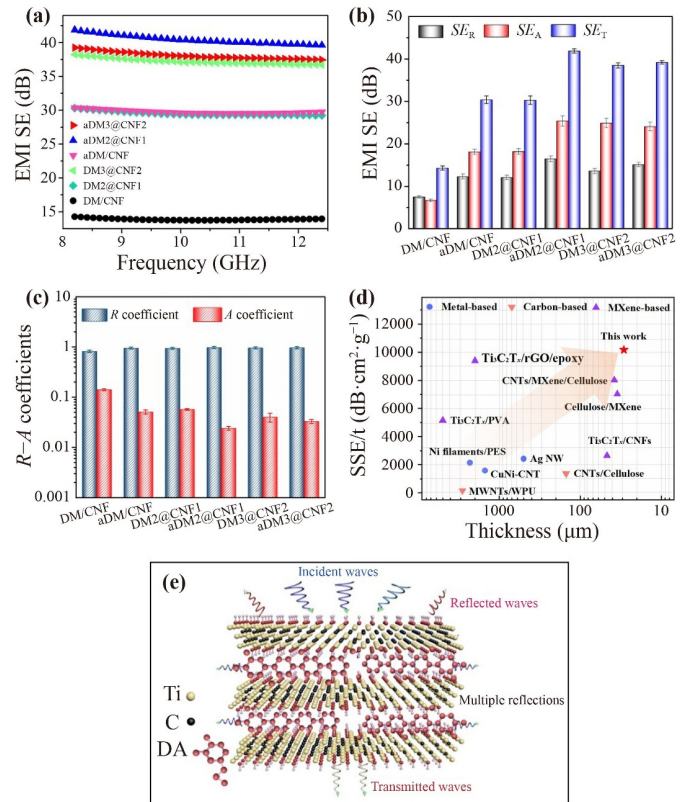 (a)
EMI SE (dB)
40
35
30
25
20
15
aDM3@CNF2
aDM2@CNF1
aDM/CNF
DM3@CNF2
DM2@CNF1
DM/CNF
8 9 10 11 12
Frequency (GHz)
(b)
SE_R SE_A SE_T
EMI SE (dB)
40
30
20
10
0
DM/CNF aDM/CNF DM2@CNF1 aDM2@CNF1 DM3@CNF2 aDM3@CNF2
(c)
R coefficient A coefficient
R–A coefficients
1
0.1
0.01
0.001
DM/CNF aDM/CNF DM2@CNF1 aDM2@CNF1 DM3@CNF2 aDM3@CNF2
(d)
Metal-based Carbon-based MXene-based
SSE/t (dB·cm²·g⁻¹)
12000
10000
8000
6000
4000
2000
0
This work
Ti₃C₂Tₓ/rGO/epoxy
CNTs/MXene/Cellulose
Cellulose/MXene
Ti₃C₂Tₓ/PVA
Ti₃C₂Tₓ/CNFs
Ni filaments/PES
Ag NW
CuNi-CNT
CNTs/Cellulose
MWNTs/WPU
1000 100 10
Thickness (μm)
(e)
Incident waves
Reflected waves
Ti
C
DA
Multiple reflections
Transmitted waves